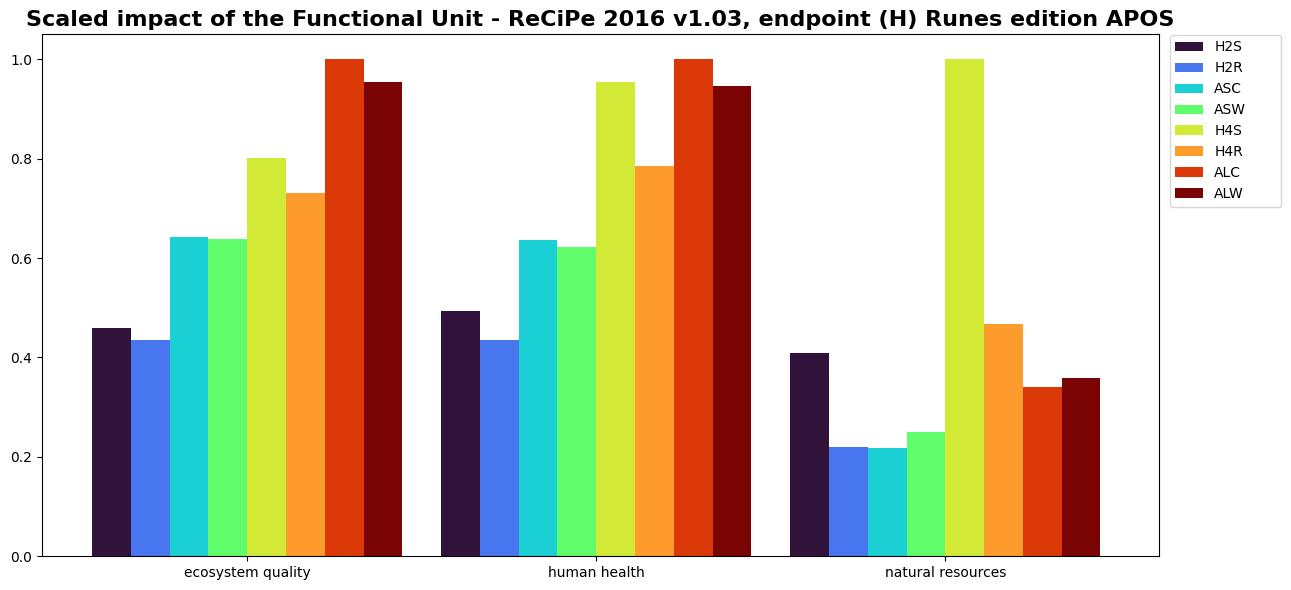 Scaled impact of the Functional Unit - ReCiPe 2016 v1.03, endpoint (H) Runes edition APOS
1.0
0.8
0.6
0.4
0.2
0.0
ecosystem quality
human health
natural resources
H2S
H2R
ASC
ASW
H4S
H4R
ALC
ALW